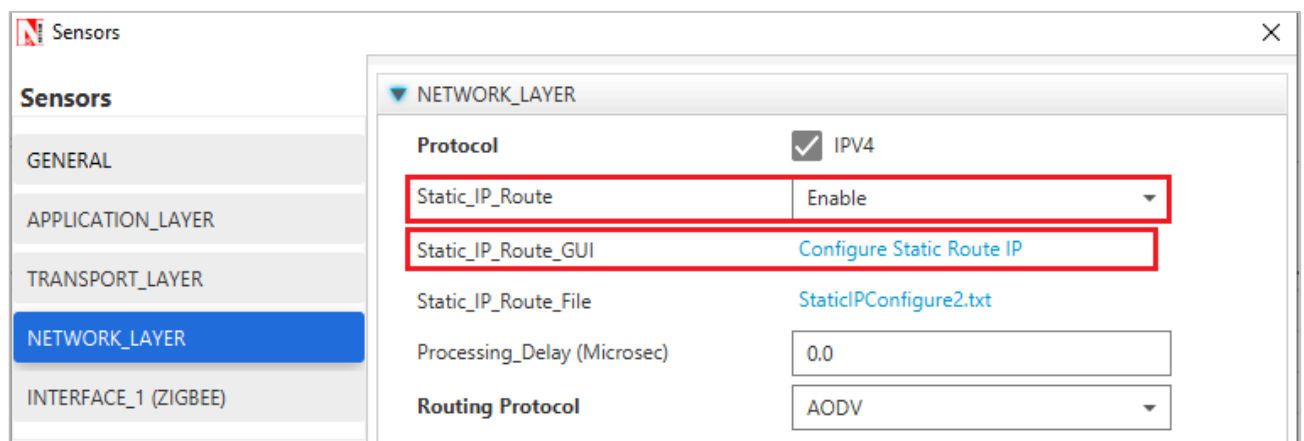 Sensors
Sensors
GENERAL
APPLICATION_LAYER
TRANSPORT_LAYER
NETWORK_LAYER
INTERFACE_1 (ZIGBEE)
NETWORK_LAYER
Protocol IPV4
Static_IP_Route Enable
Static_IP_Route_GUI Configure Static Route IP
Static_IP_Route_File StaticIPConfigure2.txt
Processing_Delay (Microsec) 0.0
Routing Protocol AODV